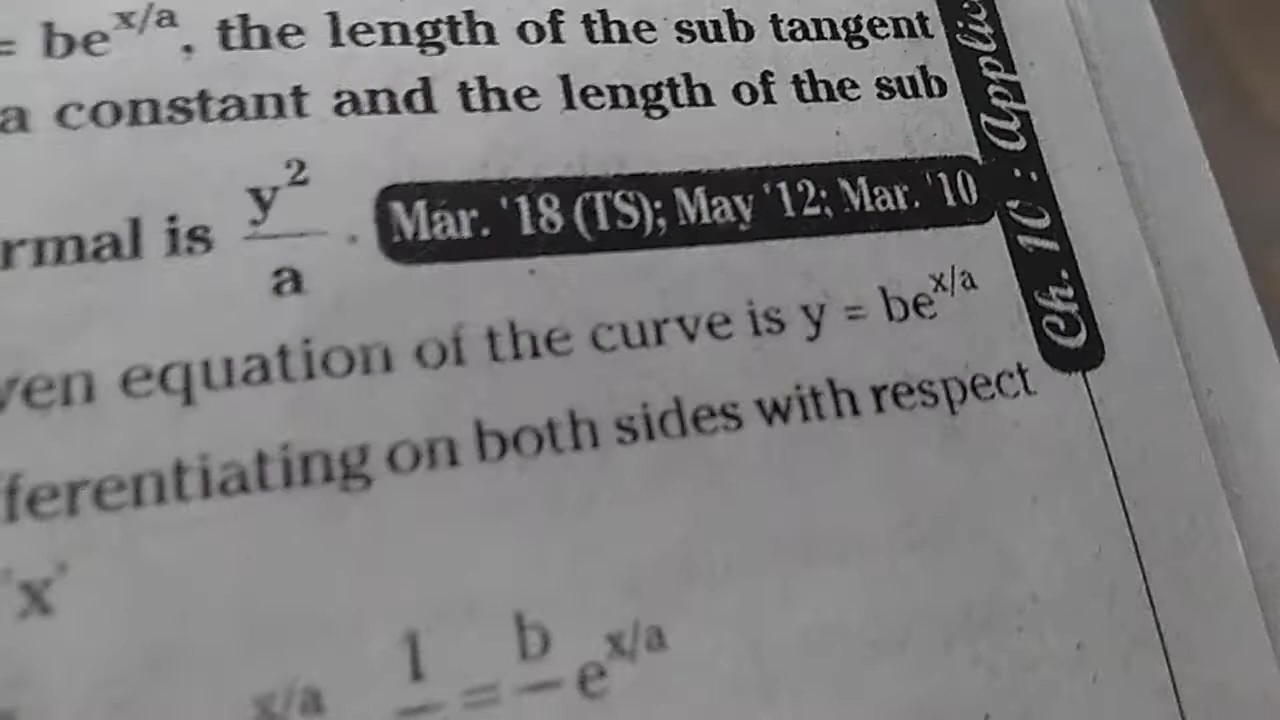 = be^x/a, the length of the sub tangent
a constant and the length of the sub
rmal is y²/a. Mar. '18 (TS); May '12; Mar. '10
ven equation of the curve is y = be^x/a
ferentiating on both sides with respect
'x'
x/a 1 = b e^x/a
Ch. 10 : Applic